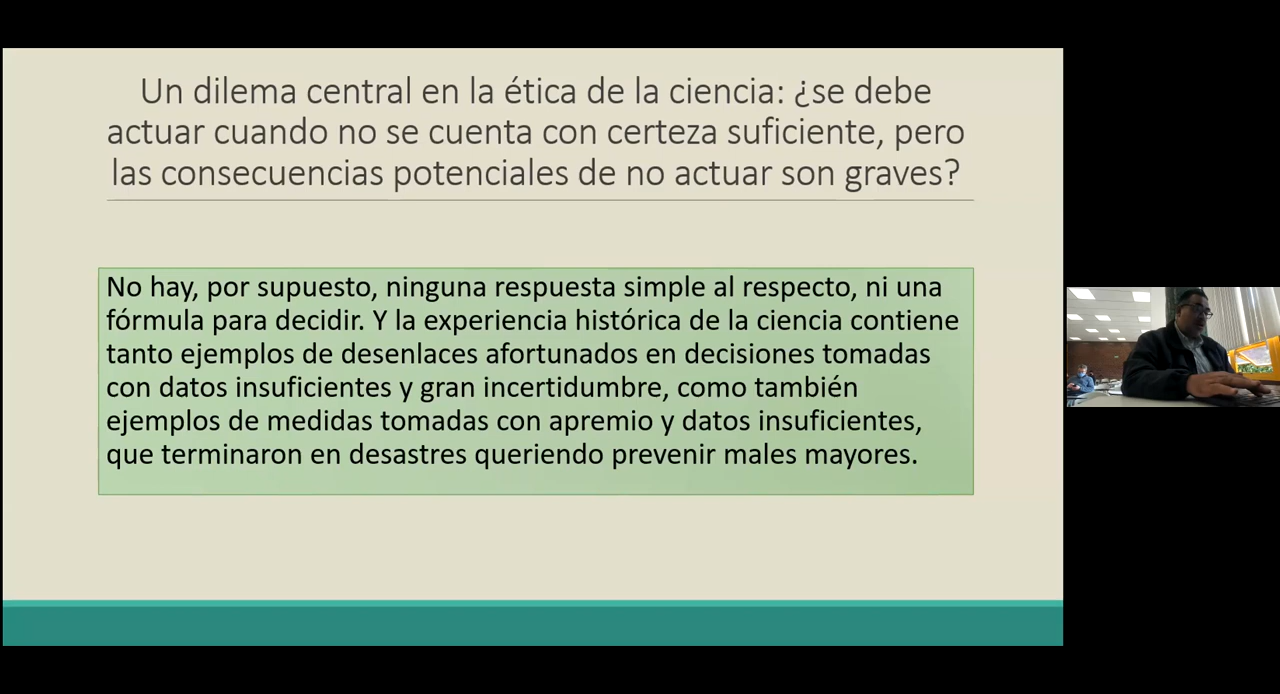 Un dilema central en la ética de la ciencia: ¿se debe
actuar cuando no se cuenta con certeza suficiente, pero
las consecuencias potenciales de no actuar son graves?
No hay, por supuesto, ninguna respuesta simple al respecto, ni una
fórmula para decidir. Y la experiencia histórica de la ciencia contiene
tanto ejemplos de desenlaces afortunados en decisiones tomadas
con datos insuficientes y gran incertidumbre, como también
ejemplos de medidas tomadas con apremio y datos insuficientes,
que terminaron en desastres queriendo prevenir males mayores.